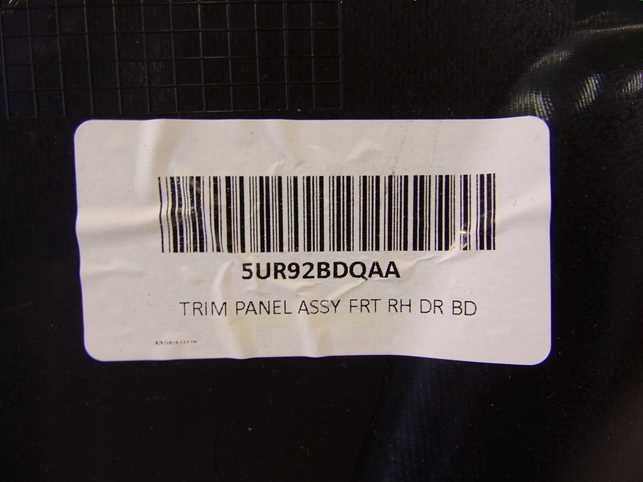 5UR92BDQAA
TRIM PANEL ASSY FRT RH DR BD